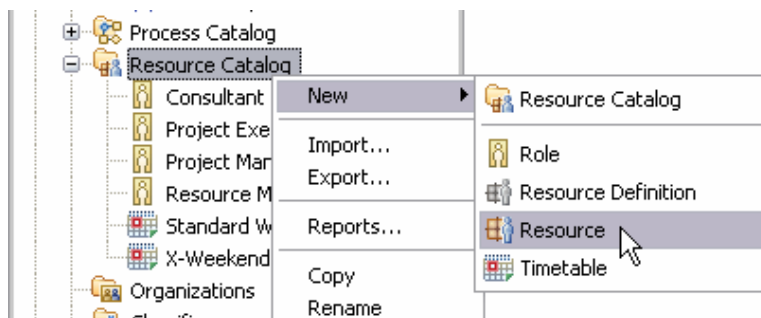 Process Catalog
Resource Catalog
Consultant
Project Exe
Project Mar
Resource M
Standard W
X-Weekend
Organizations
New
Import...
Export...
Reports...
Copy
Rename
Resource Catalog
Role
Resource Definition
Resource
Timetable